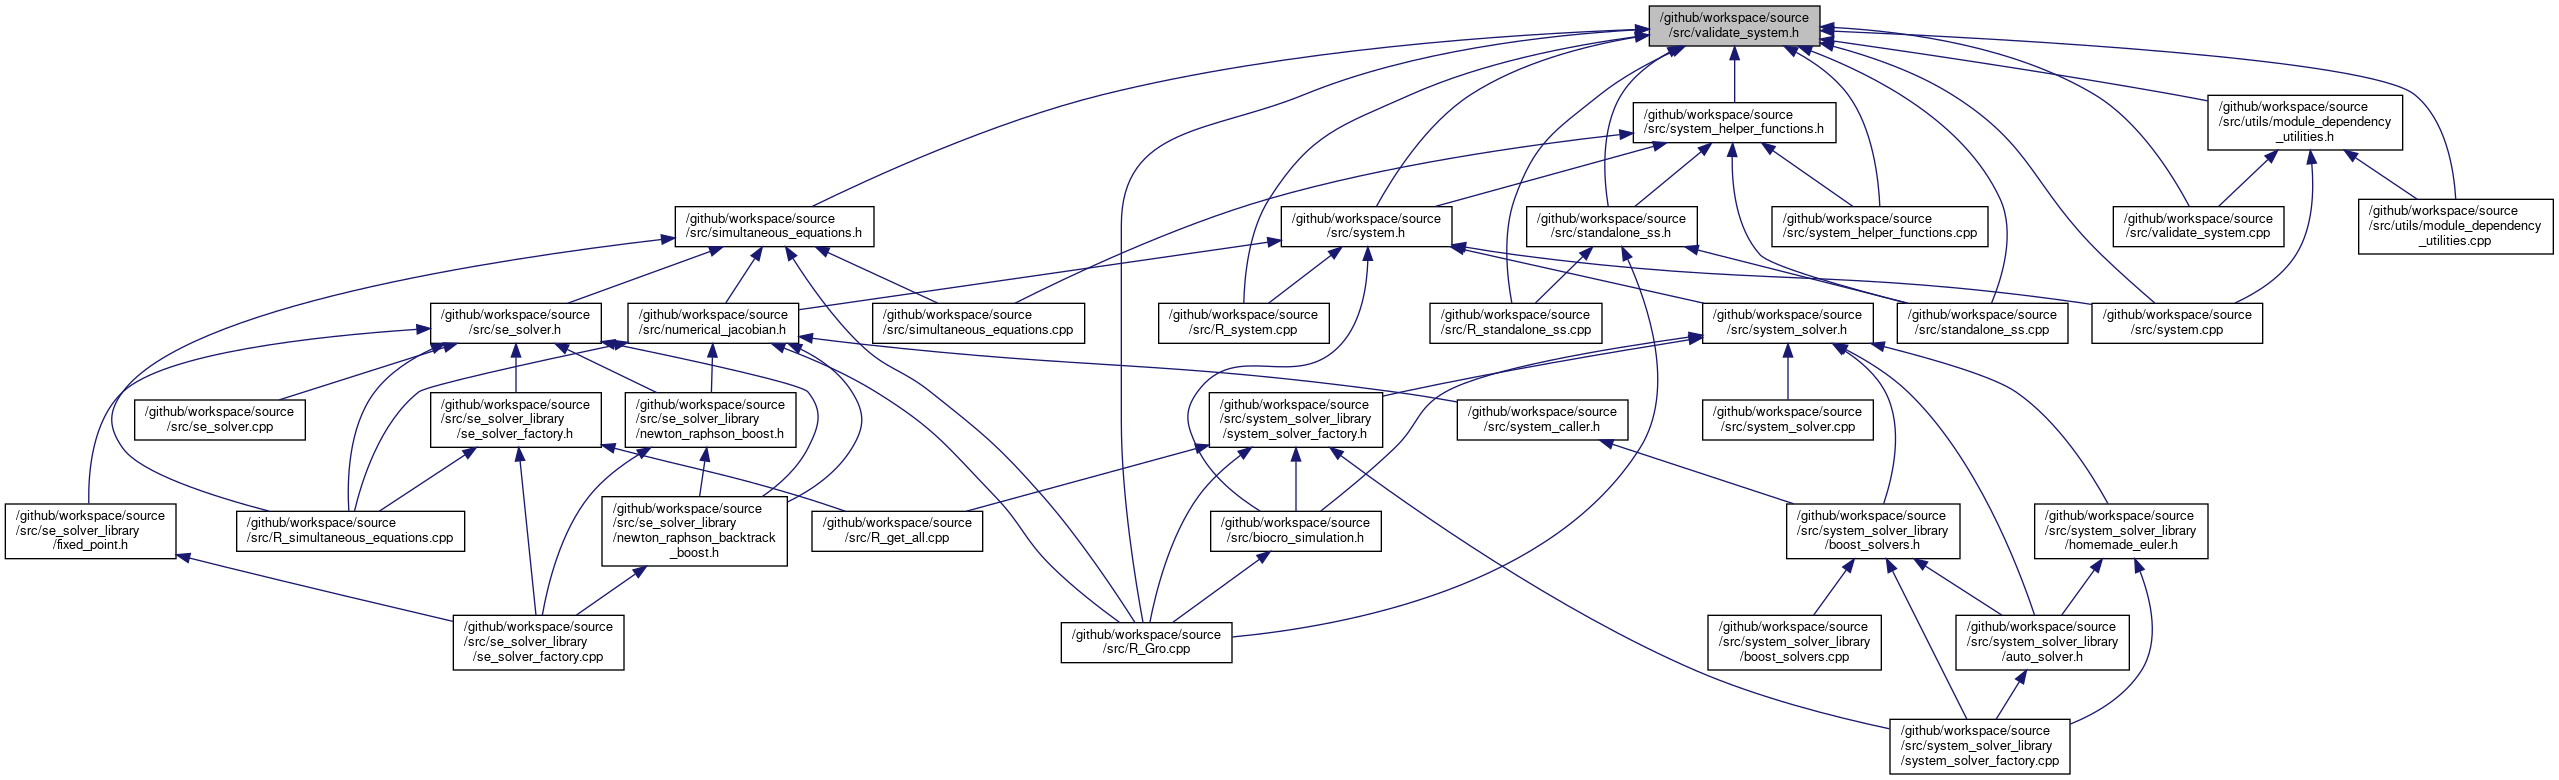 /github/workspace/source
/src/validate_system.h
/github/workspace/source
/src/system_helper_functions.h
/github/workspace/source
/src/utils/module_dependency
_utilities.h
/github/workspace/source
/src/simultaneous_equations.h
/github/workspace/source
/src/system.h
/github/workspace/source
/src/standalone_ss.h
/github/workspace/source
/src/system_helper_functions.cpp
/github/workspace/source
/src/validate_system.cpp
/github/workspace/source
/src/utils/module_dependency
_utilities.cpp
/github/workspace/source
/src/se_solver.h
/github/workspace/source
/src/numerical_jacobian.h
/github/workspace/source
/src/simultaneous_equations.cpp
/github/workspace/source
/src/R_system.cpp
/github/workspace/source
/src/R_standalone_ss.cpp
/github/workspace/source
/src/system_solver.h
/github/workspace/source
/src/standalone_ss.cpp
/github/workspace/source
/src/system.cpp
/github/workspace/source
/src/se_solver.cpp
/github/workspace/source
/src/se_solver_library
/se_solver_factory.h
/github/workspace/source
/src/se_solver_library
/newton_raphson_boost.h
/github/workspace/source
/src/system_solver_library
/system_solver_factory.h
/github/workspace/source
/src/system_caller.h
/github/workspace/source
/src/system_solver.cpp
/github/workspace/source
/src/se_solver_library
/fixed_point.h
/github/workspace/source
/src/R_simultaneous_equations.cpp
/github/workspace/source
/src/se_solver_library
/newton_raphson_backtrack
_boost.h
/github/workspace/source
/src/R_get_all.cpp
/github/workspace/source
/src/biocro_simulation.h
/github/workspace/source
/src/system_solver_library
/boost_solvers.h
/github/workspace/source
/src/system_solver_library
/homemade_euler.h
/github/workspace/source
/src/se_solver_library
/se_solver_factory.cpp
/github/workspace/source
/src/R_Gro.cpp
/github/workspace/source
/src/system_solver_library
/boost_solvers.cpp
/github/workspace/source
/src/system_solver_library
/auto_solver.h
/github/workspace/source
/src/system_solver_library
/system_solver_factory.cpp